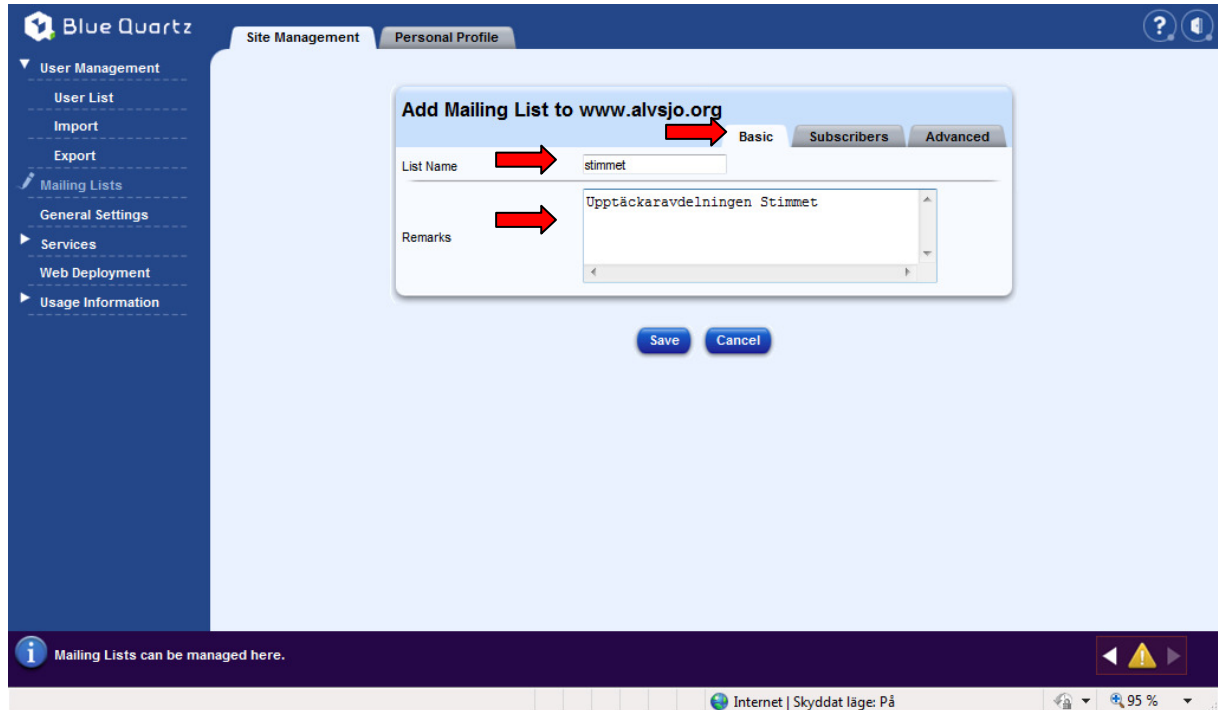 Blue Quartz
Site Management
Personal Profile
?
User Management
User List
Import
Export
Mailing Lists
General Settings
Services
Web Deployment
Usage Information
Add Mailing List to www.alvsjo.org
Basic
Subscribers
Advanced
List Name
stimmet
Remarks
Upptäckaravdelningen Stimmet
Save
Cancel
i
Mailing Lists can be managed here.
Internet | Skyddat läge: På
95 %